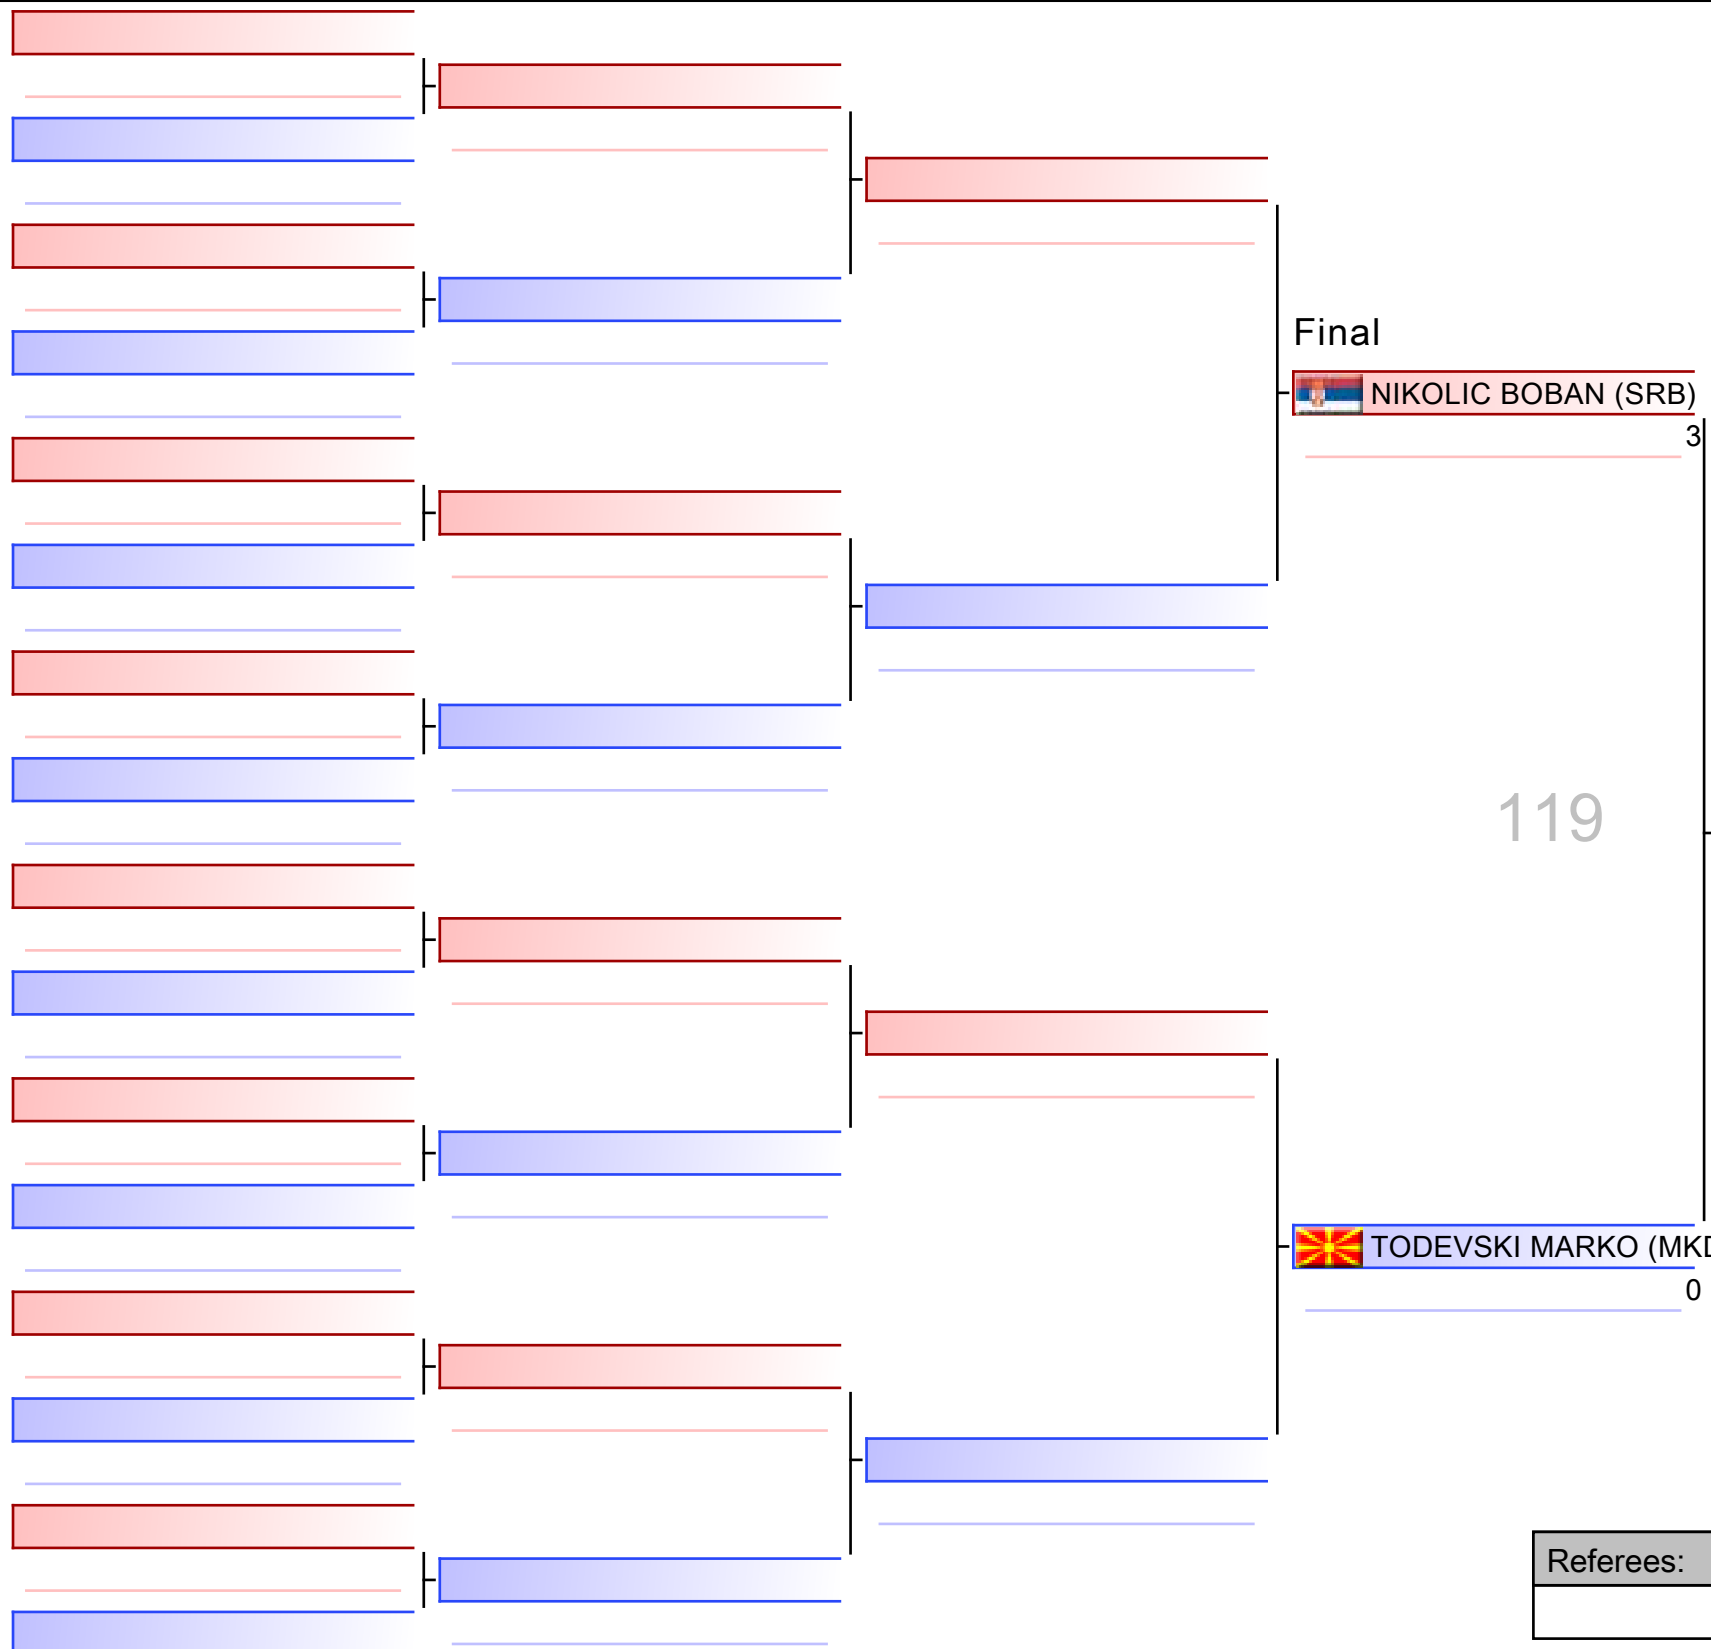 Final
NIKOLIC BOBAN (SRB)
3
119
TODEVSKI MARKO (MKD
0
Referees: